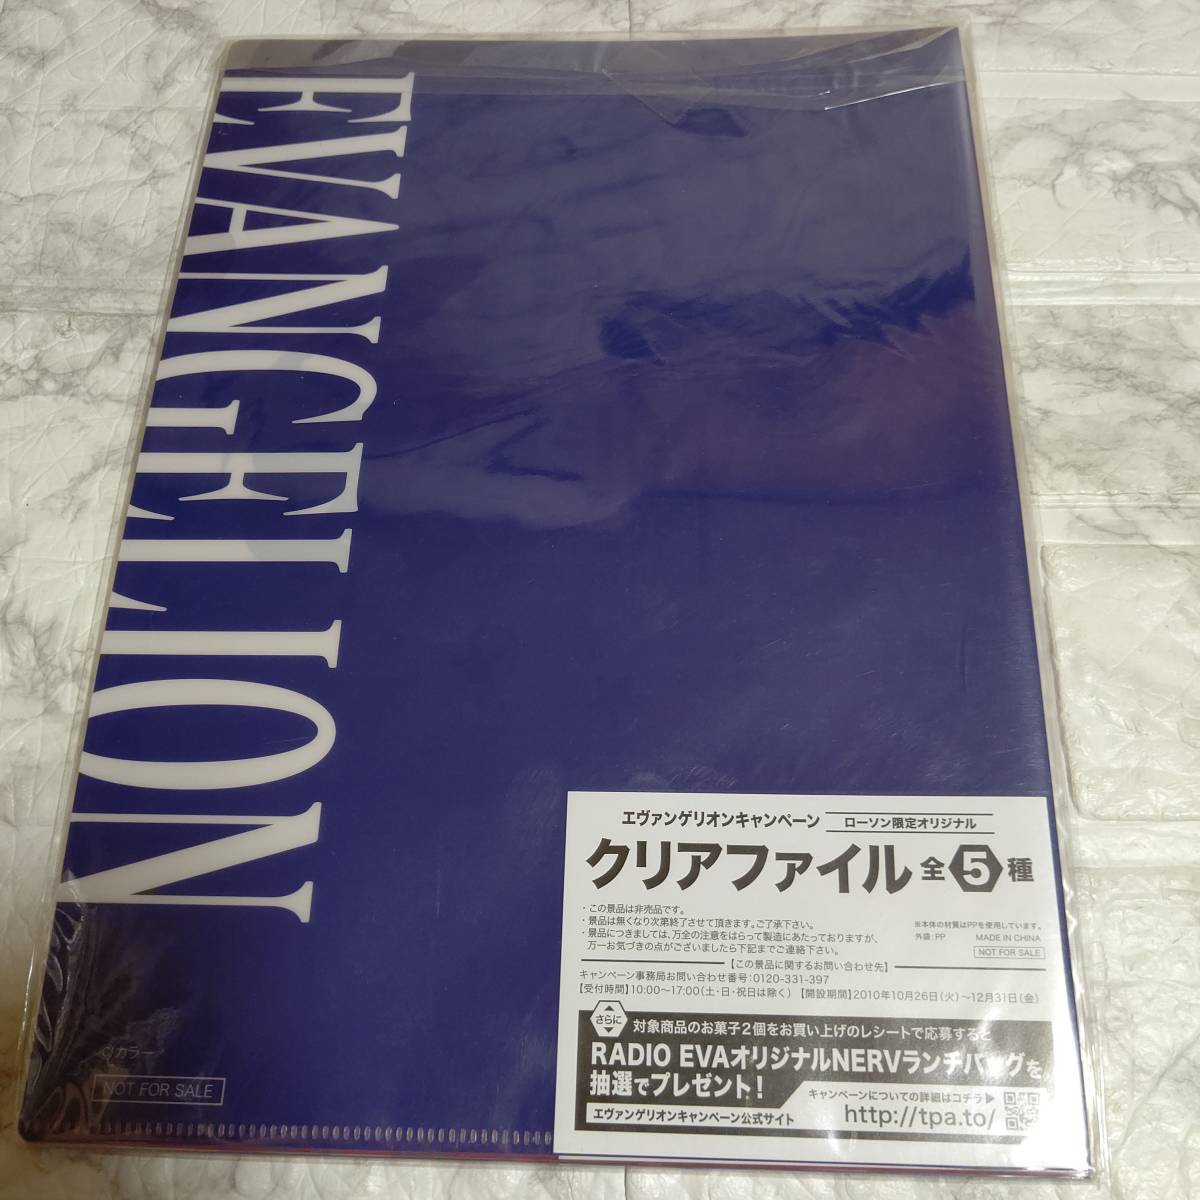 EVANGELION
エヴァンゲリオンキャンペーン ローソン限定オリジナル
クリアファイル 全5種
・この景品は非売品です。
・景品は無くなり次第終了させて頂きます。ご了承下さい。
・景品につきましては、万全の注意をはらって製造にあたっておりますが、
万一お気づきの点がございましたら下記までご連絡下さい。
※本体の材質はPPを使用しています。
外袋:PP MADE IN CHINA
NOT FOR SALE
【この景品に関するお問い合わせ先】
キャンペーン事務局お問い合わせ番号:0120-331-397
【受付時間】10:00~17:00(土・日・祝日は除く) 【開設期間】2010年10月26日(火)~12月31日(金)
さらに 対象商品のお菓子2個をお買い上げのレシートで応募すると
RADIO EVAオリジナルNERVランチバッグを
抽選でプレゼント!
キャンペーンについての詳細はコチラ▶
エヴァンゲリオンキャンペーン公式サイト http://tpa.to/
©カラー
NOT FOR SALE